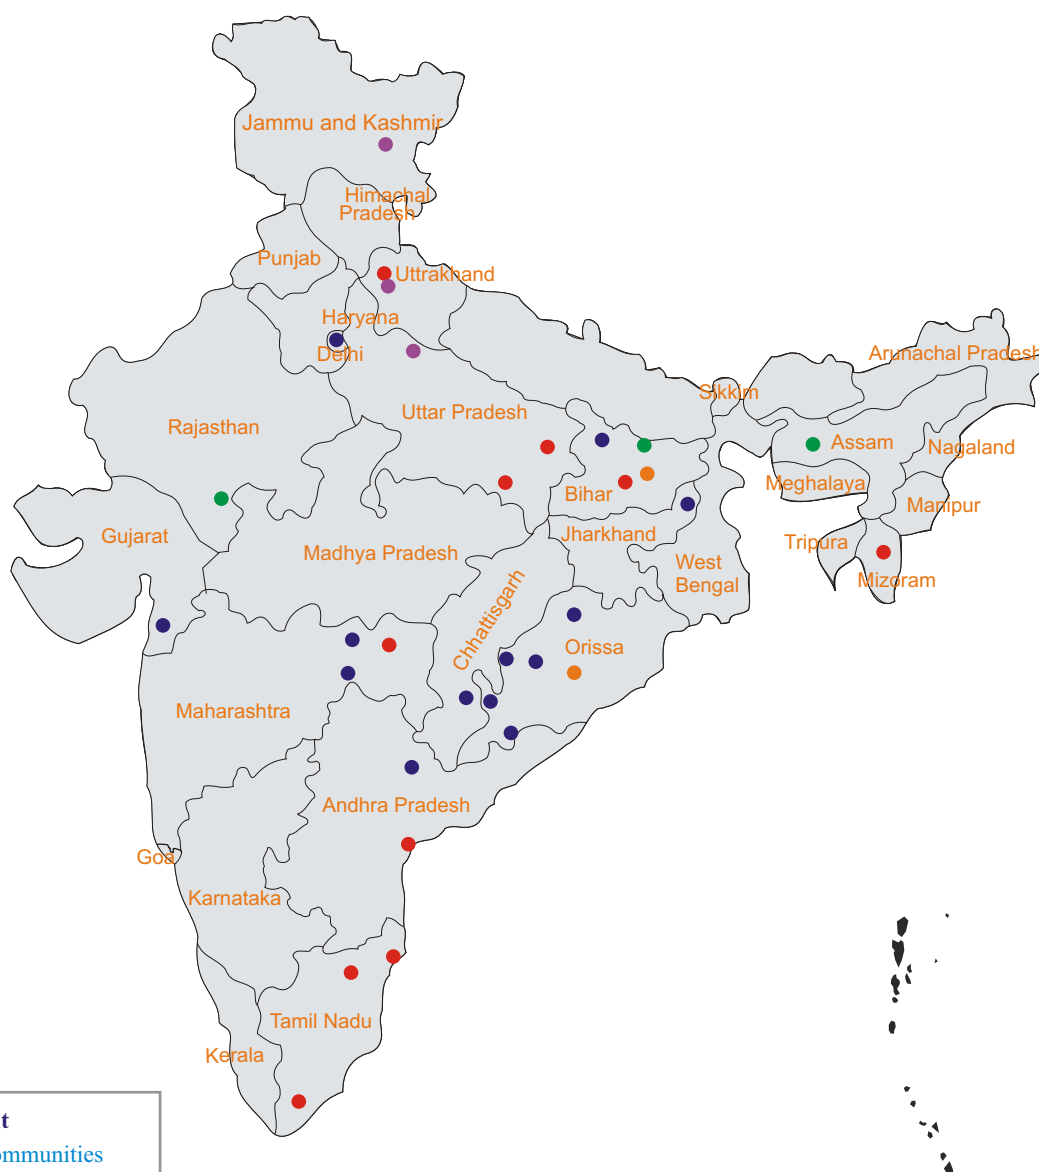 Jammu and Kashmir
Himachal
Pradesh
Punjab
Uttrakhand
Haryana
Delhi
Arunachal Pradesh
Sikkim
Uttar Pradesh
Rajasthan
Assam
Nagaland
Meghalaya
Bihar
Manipur
Gujarat
Jharkhand
Tripura
Madhya Pradesh
West
Bengal
Mizoram
Chhattisgarh
Orissa
Maharashtra
Andhra Pradesh
Goa
Karnataka
Tamil Nadu
Kerala
t
mmunities